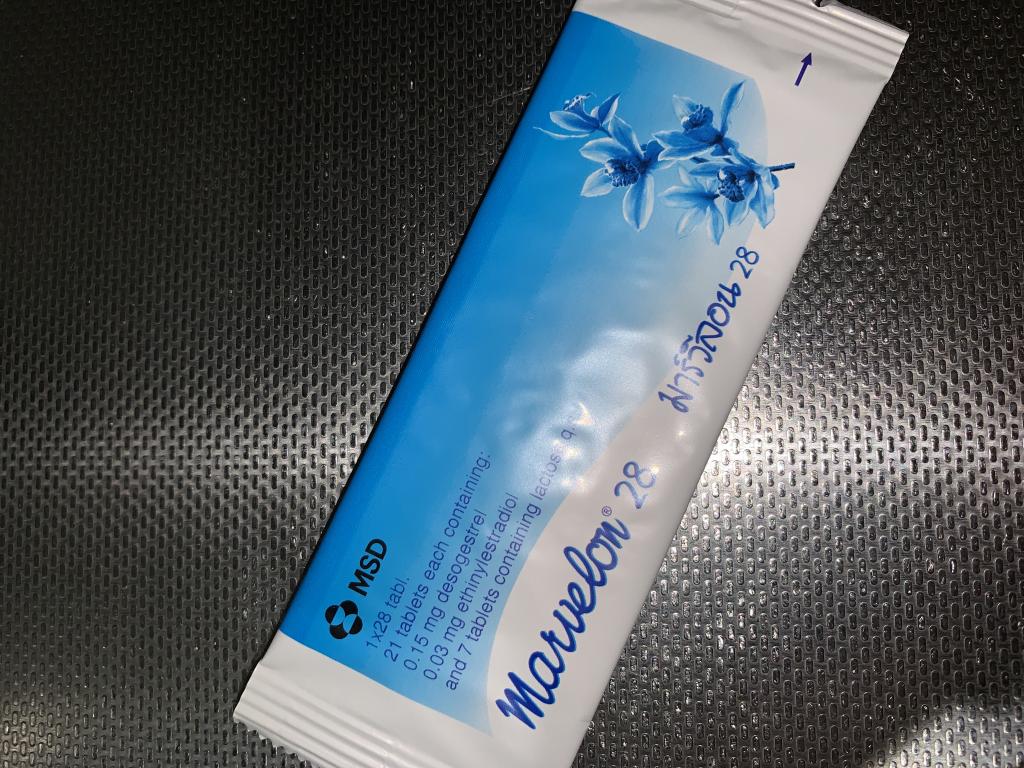 MSD
1x28 tabl.
21 tablets each containing:
0.15 mg desogestrel
0.03 mg ethinylestradiol
and 7 tablets containing lactose q.
Marvelon® 28
มาร์วีลอน 28